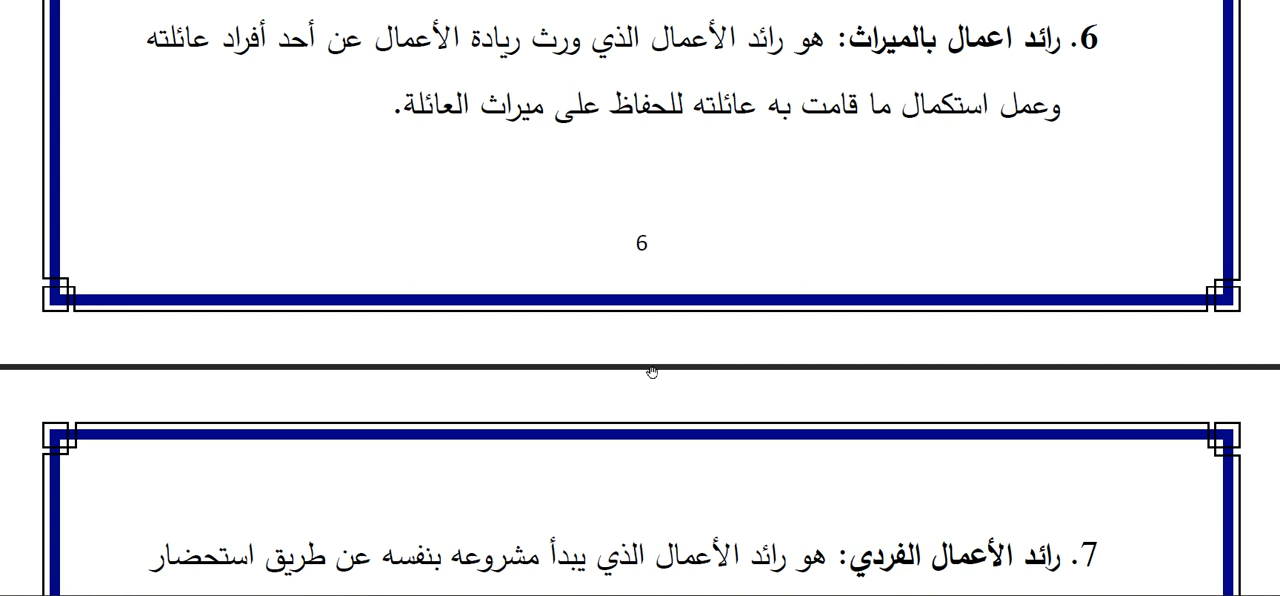 6. رائد اعمال بالميراث: هو رائد الأعمال الذي ورث ريادة الأعمال عن أحد أفراد عائلته
وعمل استكمال ما قامت به عائلته للحفاظ على ميراث العائلة.
6
7. رائد الأعمال الفردي: هو رائد الأعمال الذي يبدأ مشروعه بنفسه عن طريق استحضار